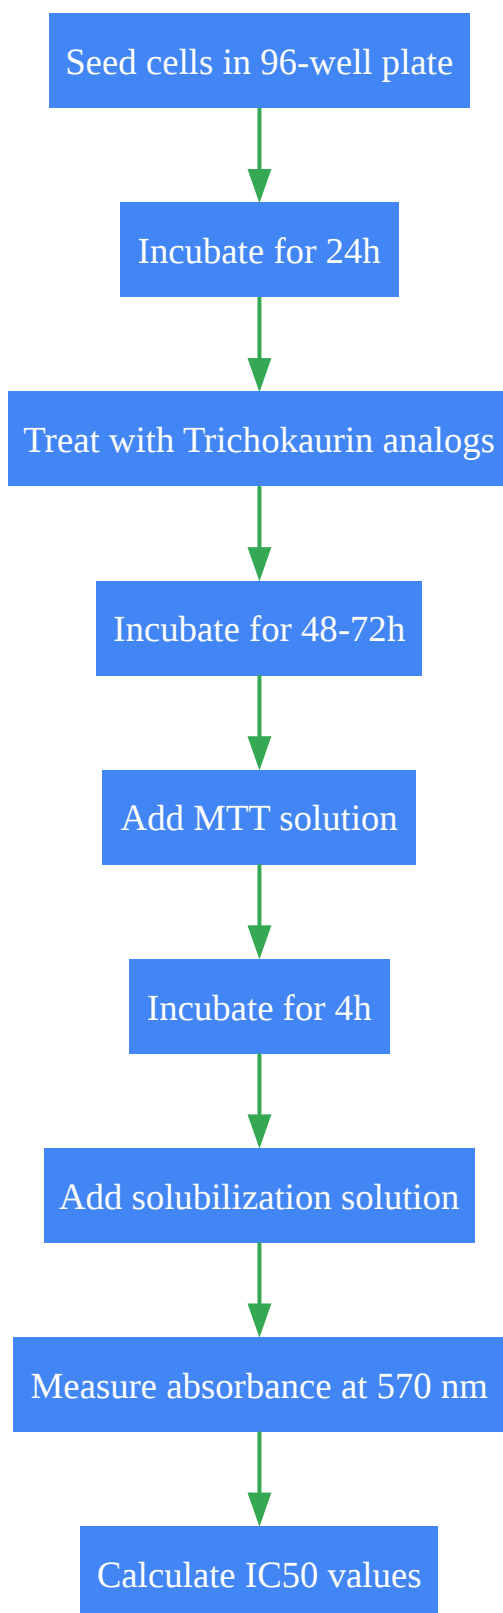 Seed cells in 96-well plate
Incubate for 24h
Treat with Trichokaurin analogs
Incubate for 48-72h
Add MTT solution
Incubate for 4h
Add solubilization solution
Measure absorbance at 570 nm
Calculate IC50 values